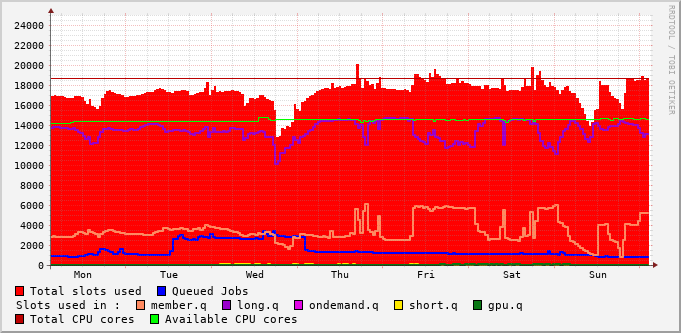 RRDTOOL / TOBI OETIKER
24000
22000
20000
18000
16000
14000
12000
10000
8000
6000
4000
2000
0
Mon Tue Wed Thu Fri Sat Sun
Total slots used Queued Jobs
Slots used in : member.q long.q ondemand.q short.q gpu.q
Total CPU cores Available CPU cores